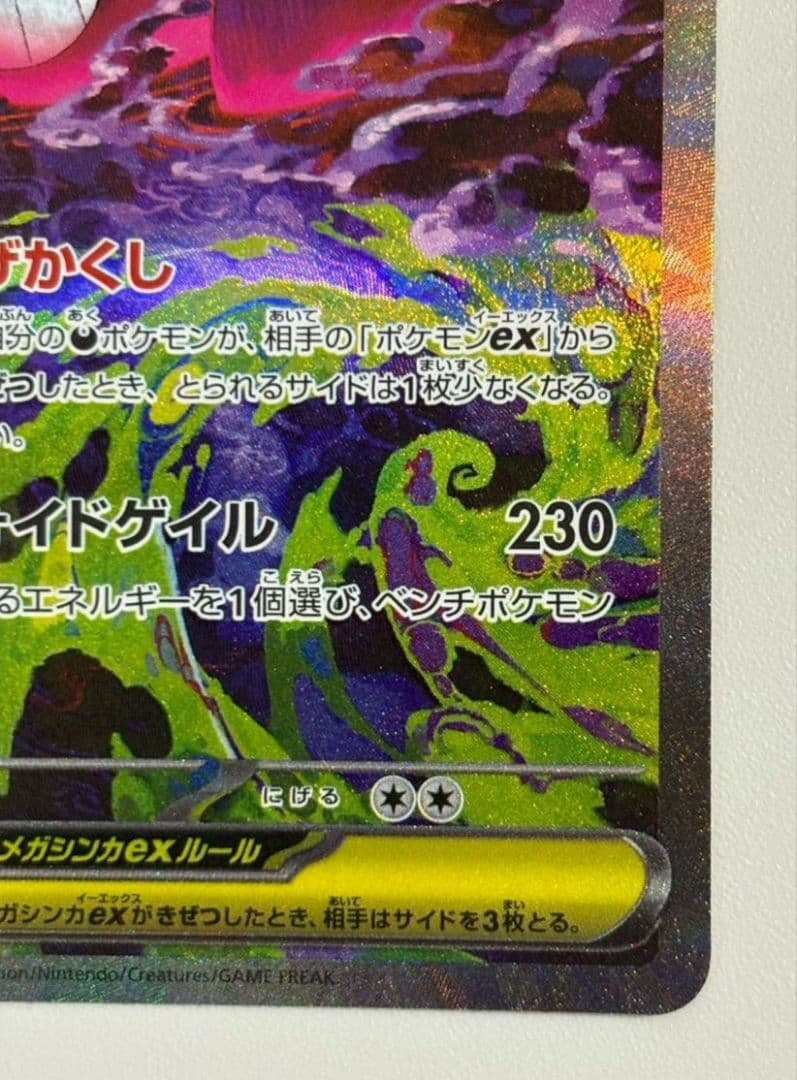 かくし
分の ポケモンが、相手の「ポケモンex」から
つしたとき、とられるサイドは1枚少なくなる。
い。
イドゲイル 230
るエネルギーを1個選び、ベンチポケモン
にげる
メガシンカexルール
ガシンカexがきぜつしたとき、相手はサイドを3枚とる。
on/Nintendo/Creatures/GAME FREAK.